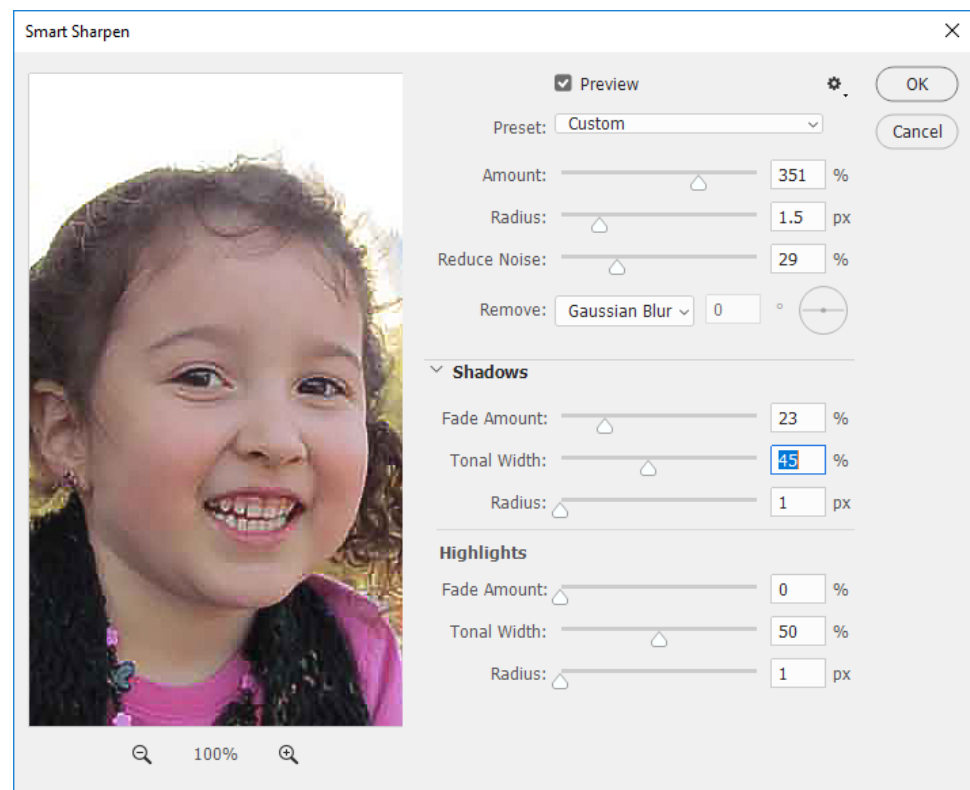 Smart Sharpen
Preview
OK
Preset: Custom
Cancel
Amount: 351 %
Radius: 1.5 px
Reduce Noise: 29 %
Remove: Gaussian Blur 0 °
Shadows
Fade Amount: 23 %
Tonal Width: 45 %
Radius: 1 px
Highlights
Fade Amount: 0 %
Tonal Width: 50 %
Radius: 1 px
100%